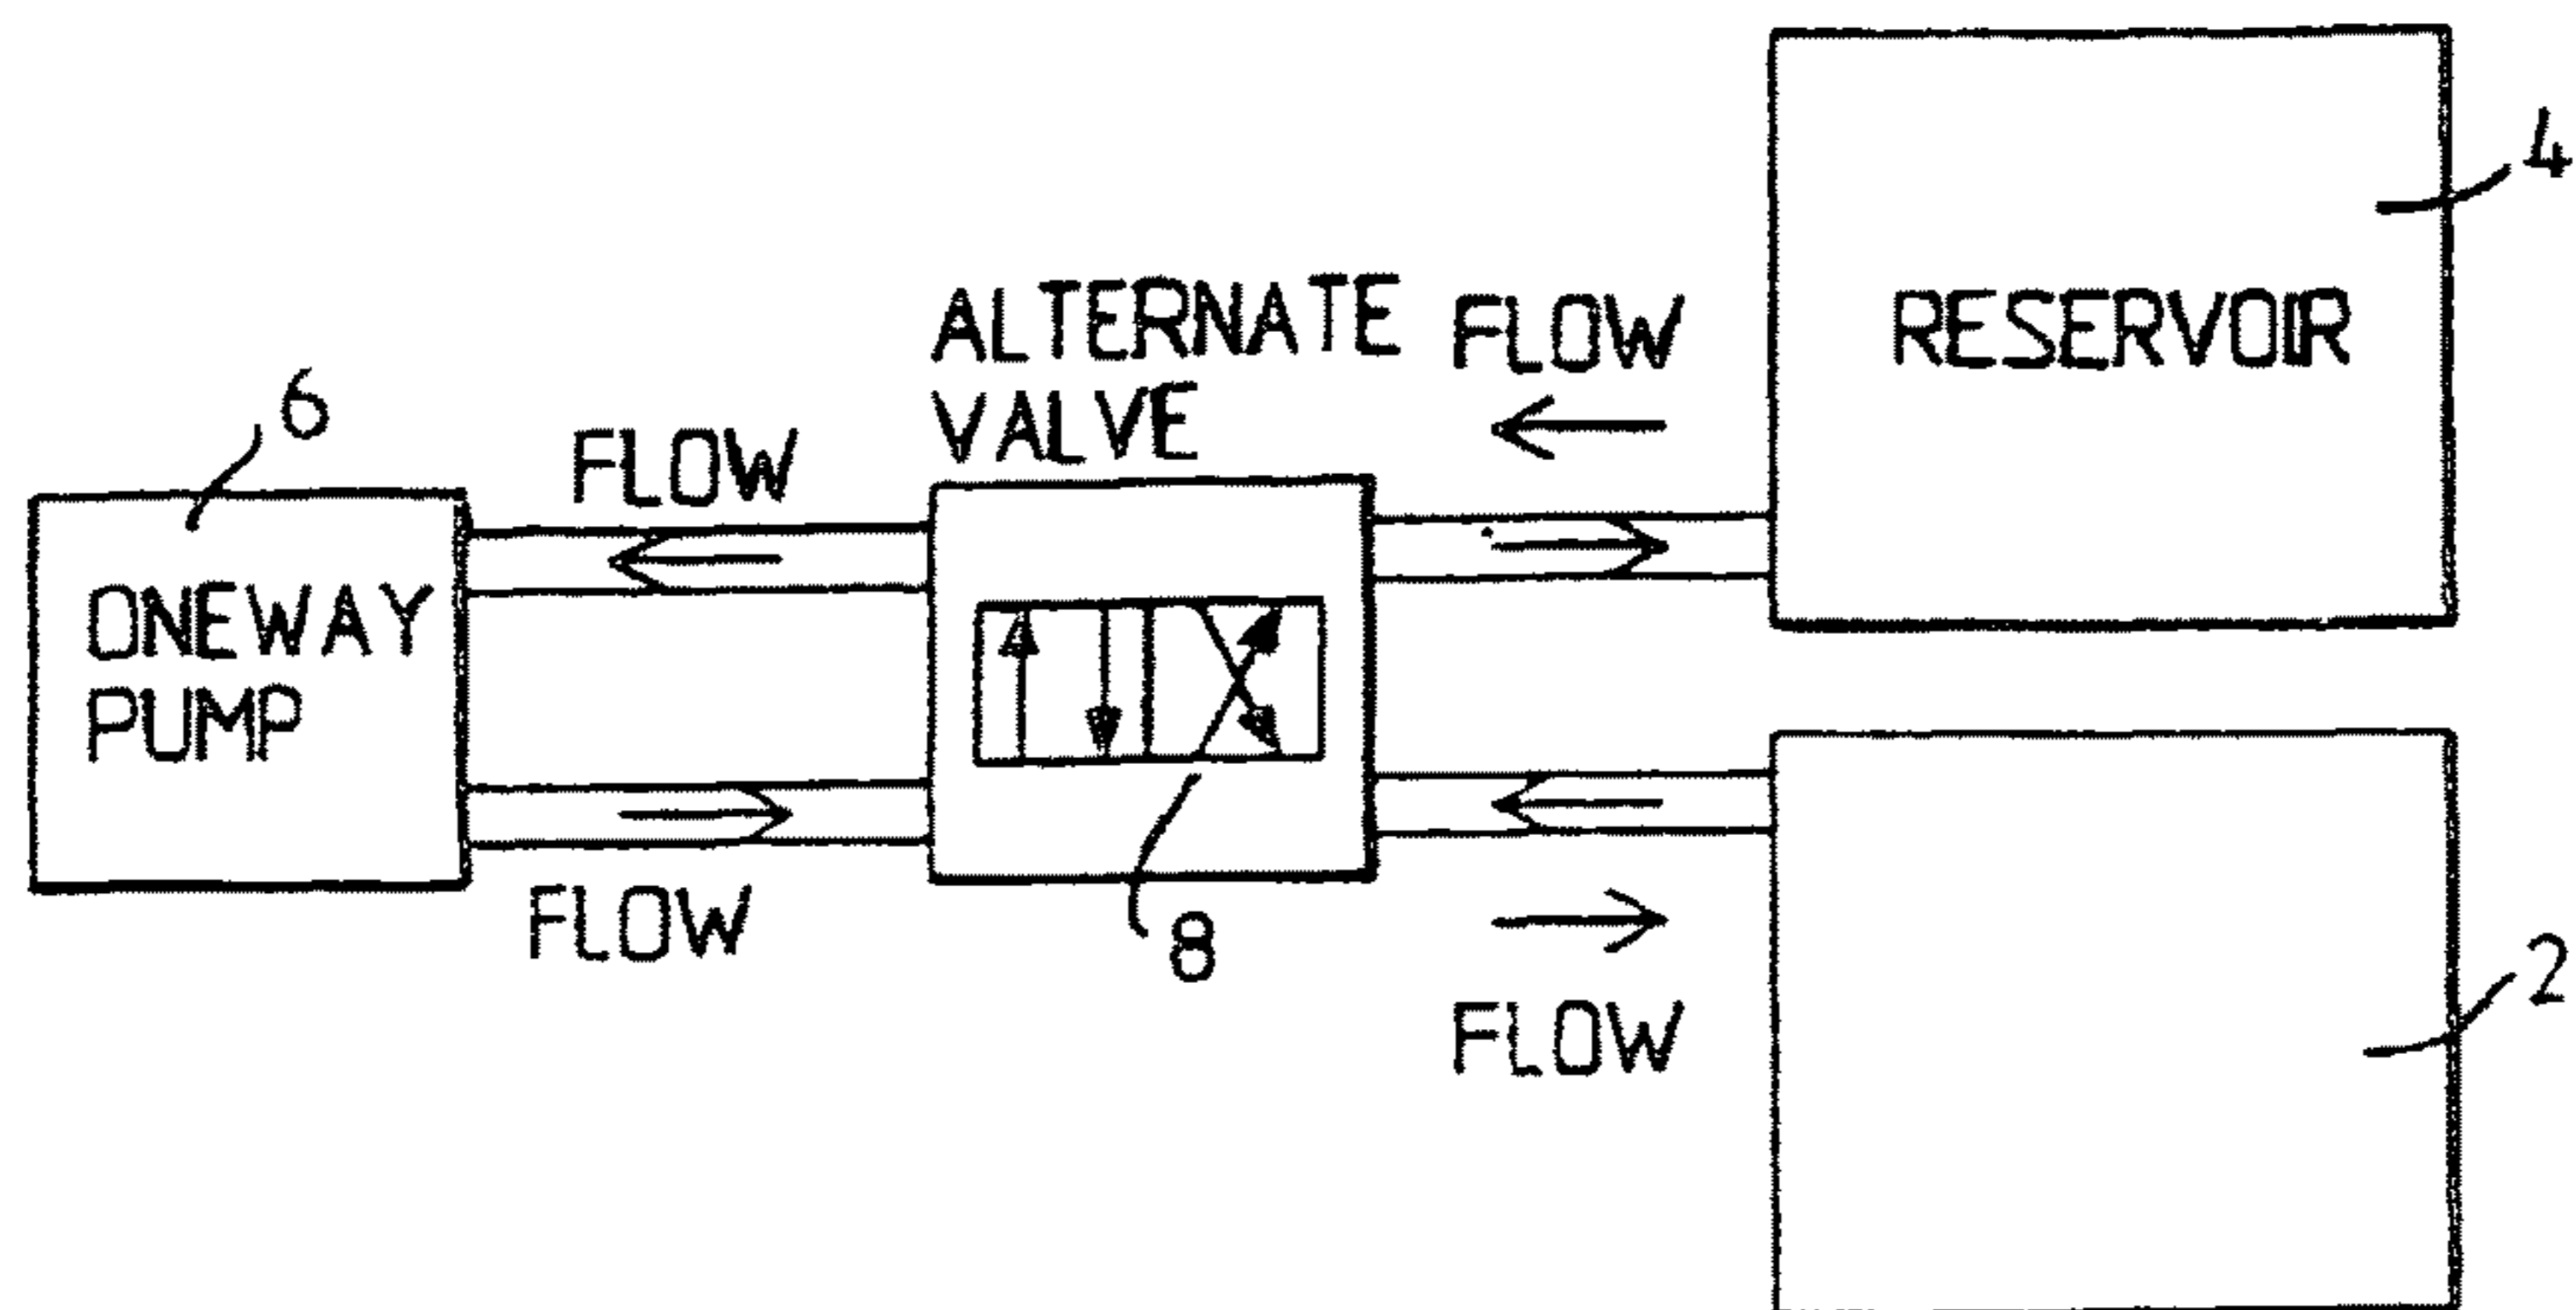 4
ALTERNATE
VALVE
FLOW
RESERVOIR
6
FLOW
ONEWAY
PUMP
FLOW
8
2
FLOW